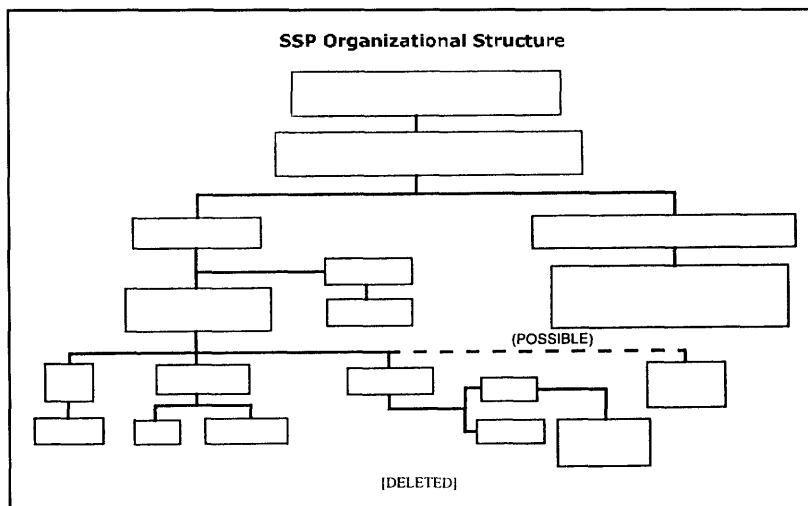 SSP Organizational Structure
(POSSIBLE)
[DELETED]